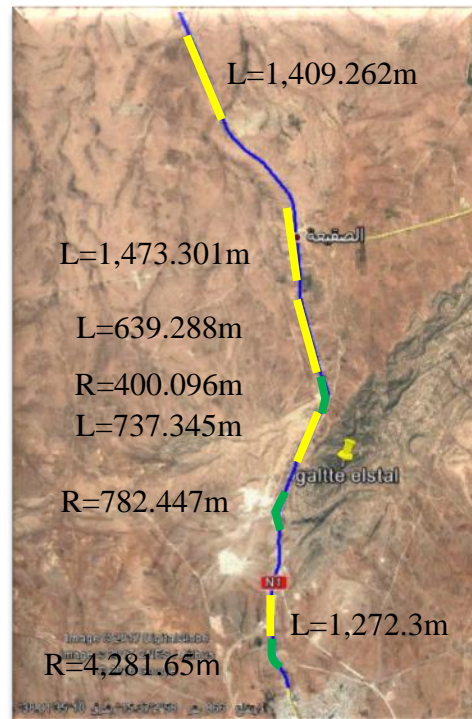 L=1,409.262m
الصقيعة
L=1,473.301m
L=639.288m
R=400.096m
L=737.345m
galtte elstal
R=782.447m
N1
L=1,272.3m
R=4,281.65m